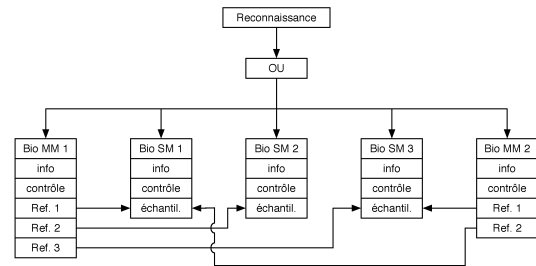 Reconnaissance
OU
Bio MM 1
info
contrôle
Ref. 1
Ref. 2
Ref. 3
Bio SM 1
info
contrôle
échantil.
Bio SM 2
info
contrôle
échantil.
Bio SM 3
info
contrôle
échantil.
Bio MM 2
info
contrôle
Ref. 1
Ref. 2